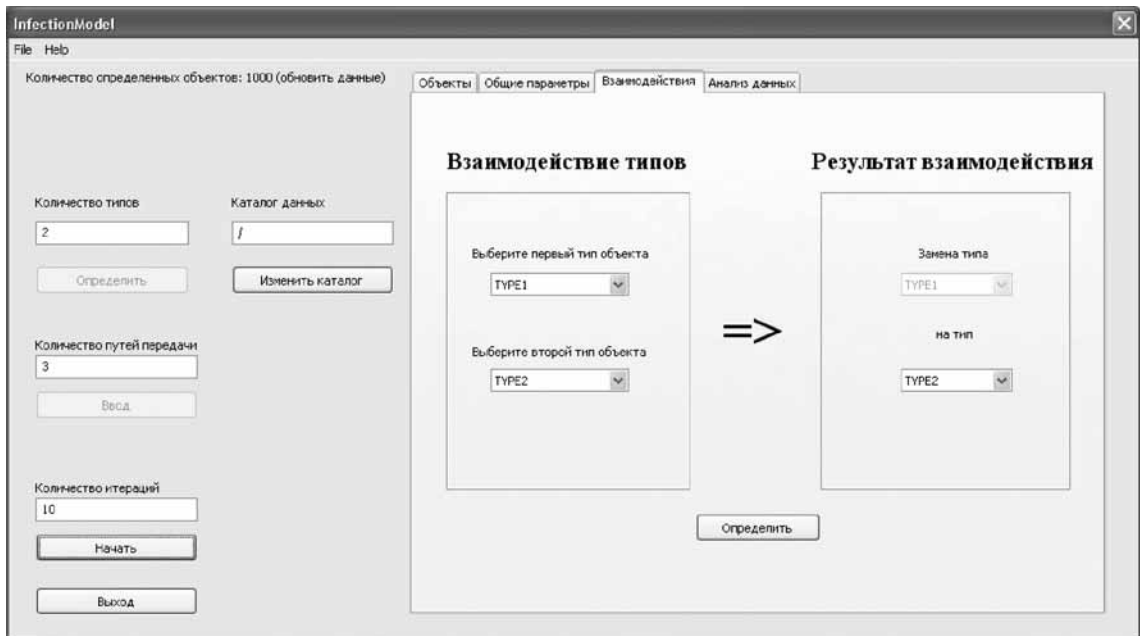 InfectionModel
File Help
Количество определенных объектов: 1000 (обновить данные)
Объекты Общие параметры Взаимодействия Анализ данных
Взаимодействие типов
Результат взаимодействия
Количество типов
Каталог данных
2
/
Определить
Изменить каталог
Выберите первый тип объекта
TYPE1
Замена типа
TYPE1
=>
на тип
Количество путей передачи
3
Ввод
Выберите второй тип объекта
TYPE2
TYPE2
Количество итераций
10
Начать
Определить
Выход